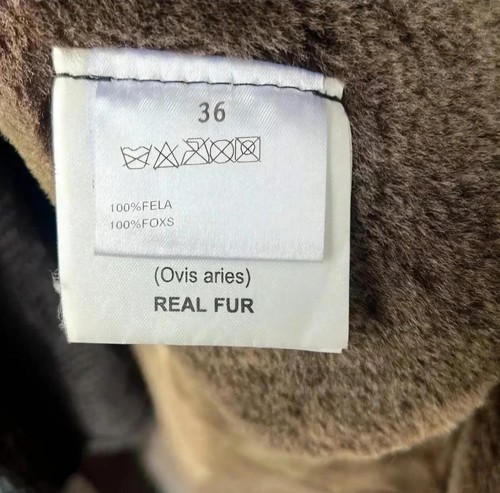 36
100%FELA
100%FOXS
(Ovis aries)
REAL FUR